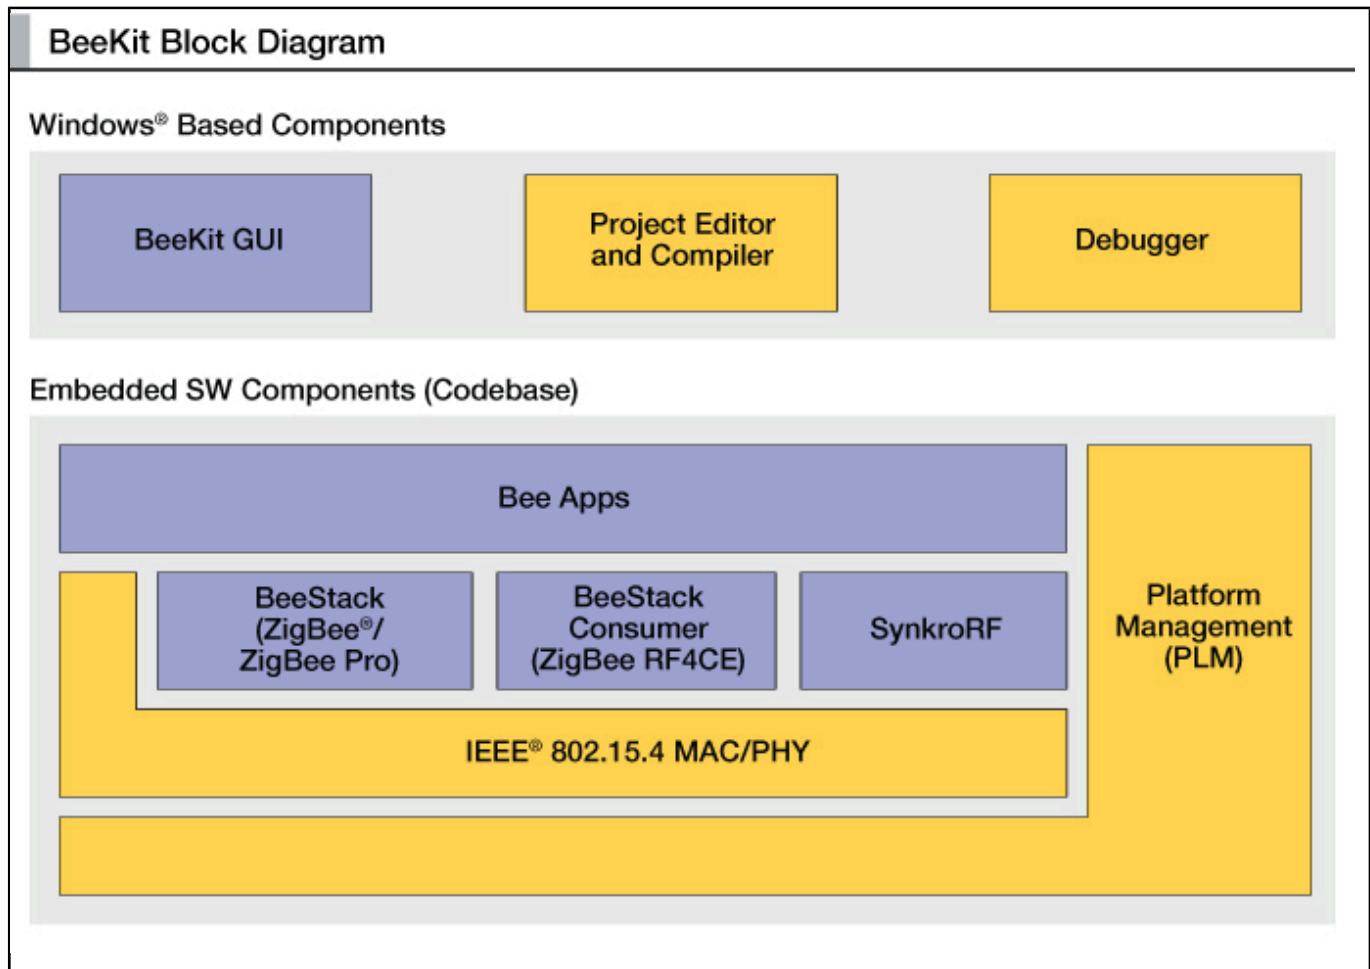 BeeKit Block Diagram
Windows® Based Components
BeeKit GUI
Project Editor
and Compiler
Debugger
Embedded SW Components (Codebase)
Bee Apps
BeeStack
(ZigBee®/
ZigBee Pro)
BeeStack
Consumer
(ZigBee RF4CE)
SynkroRF
Platform
Management
(PLM)
IEEE® 802.15.4 MAC/PHY